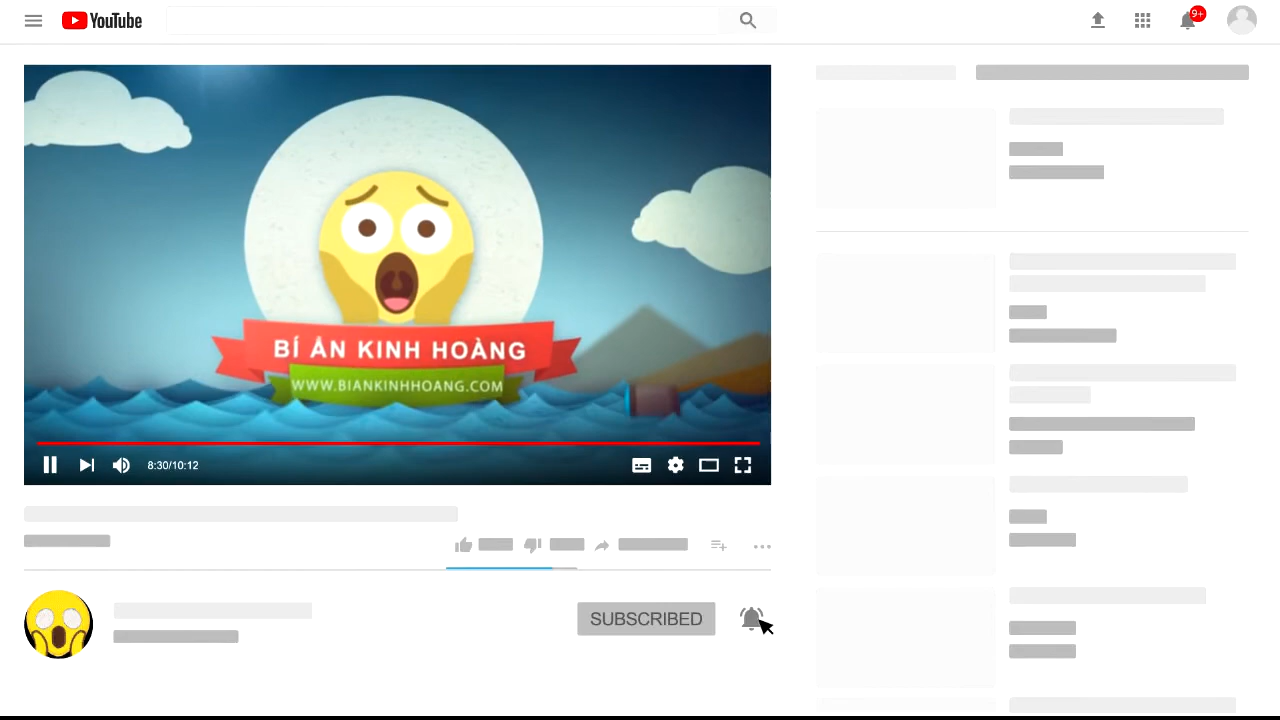 YouTube
9+
BÍ ẨN KINH HOÀNG
WWW.BIANKINHHOANG.COM
8:30/10:12
SUBSCRIBED